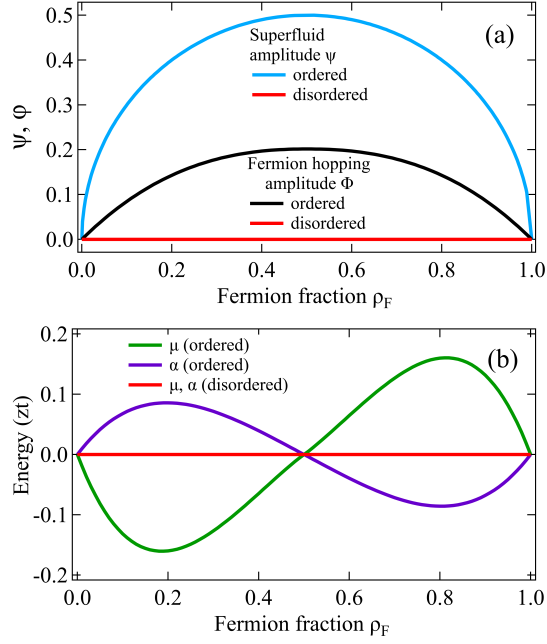 0.5
0.4
0.3
0.2
0.1
0.0
ψ, φ
(a)
Superfluid
amplitude ψ
ordered
disordered
Fermion hopping
amplitude Φ
ordered
disordered
0.0 0.2 0.4 0.6 0.8 1.0
Fermion fraction ρF
(b)
μ (ordered)
α (ordered)
μ, α (disordered)
0.1
0.0
-0.1
-0.2
Energy (zt)
0.0 0.2 0.4 0.6 0.8 1.0
Fermion fraction ρF